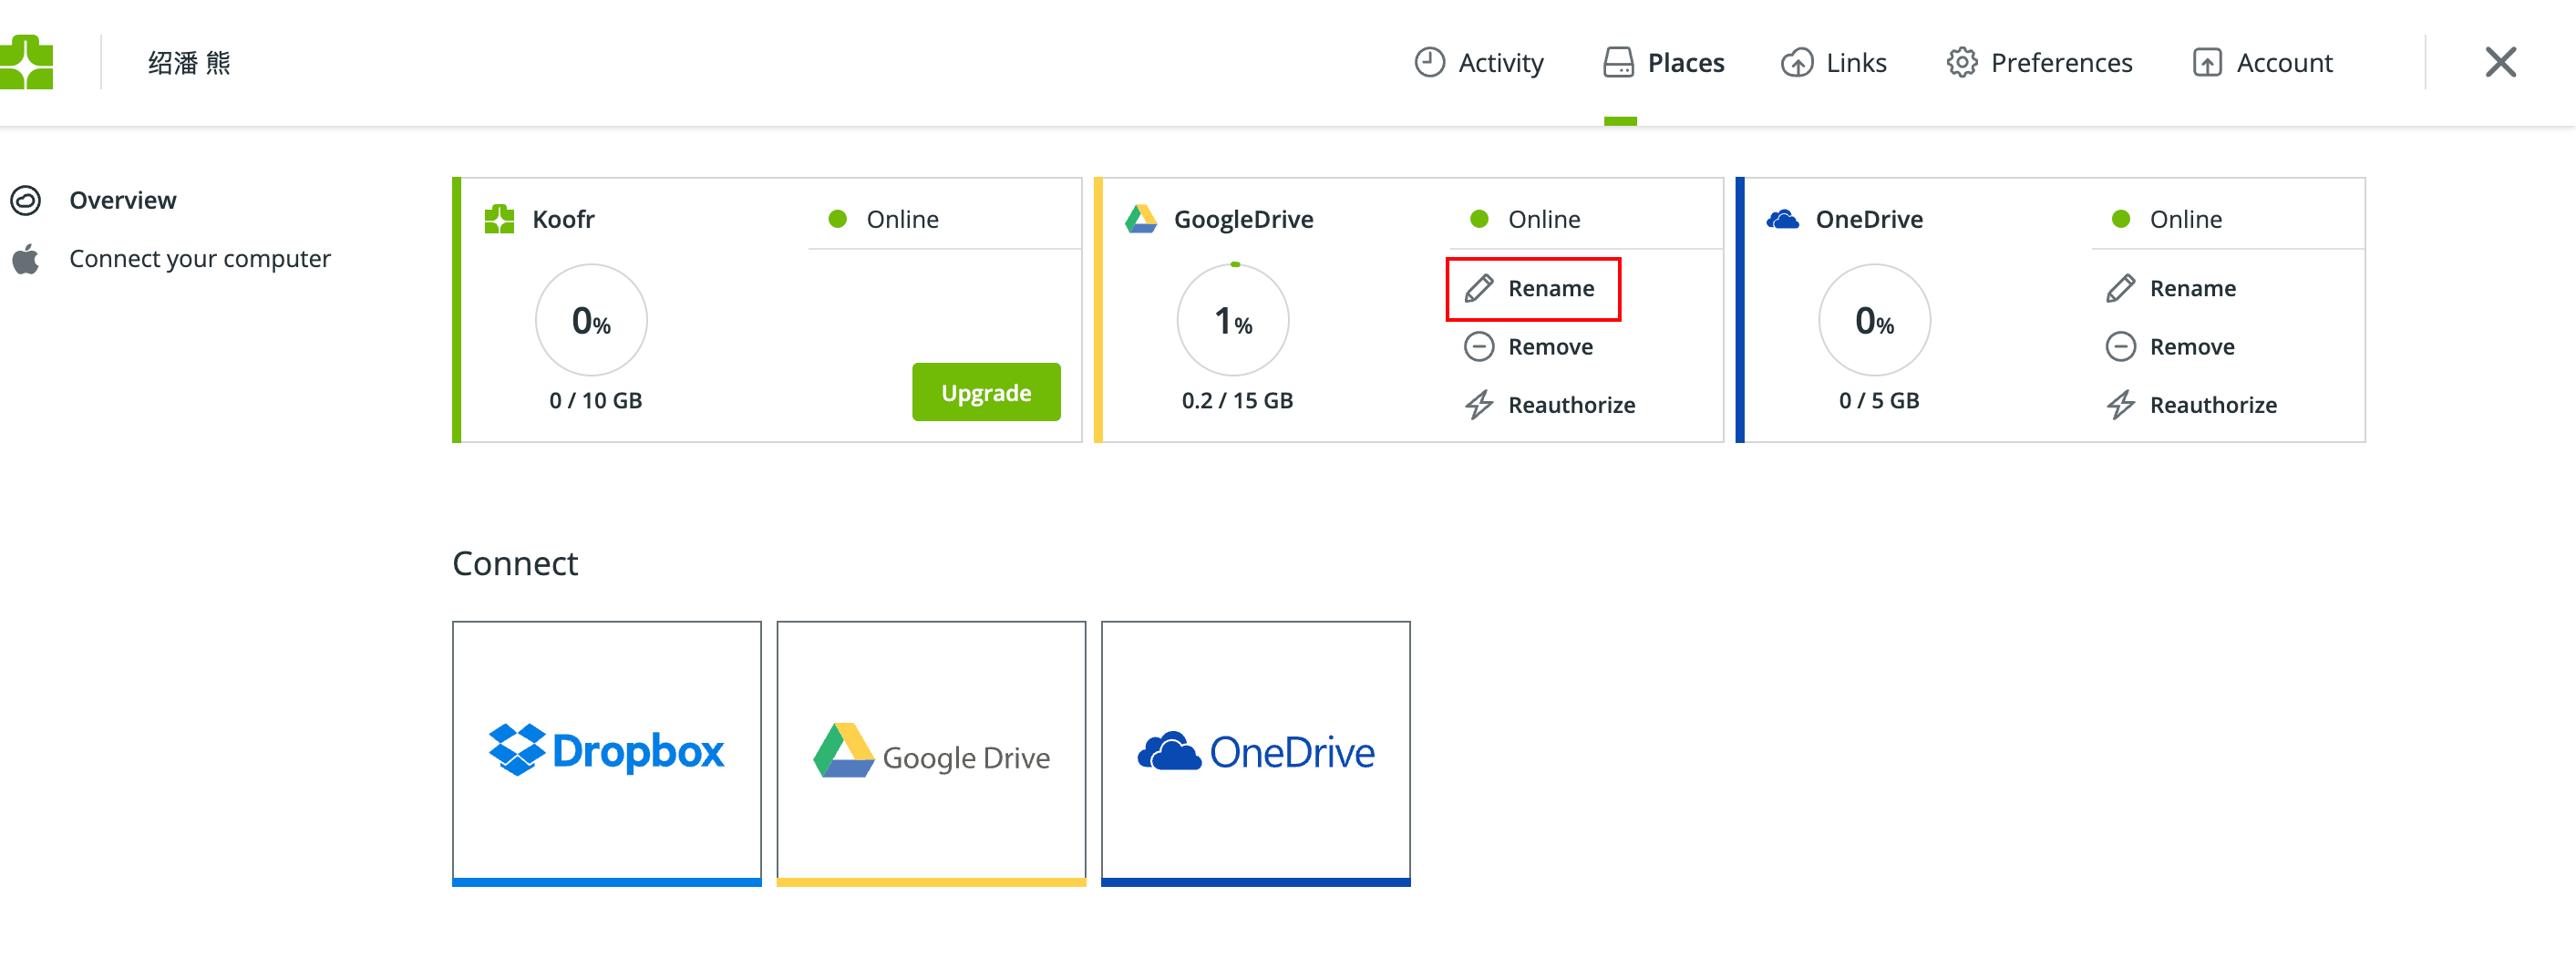 绍潘 熊
Activity
Places
Links
Preferences
Account
Overview
Connect your computer
Koofr
Online
0%
0 / 10 GB
Upgrade
GoogleDrive
Online
1%
0.2 / 15 GB
Rename
Remove
Reauthorize
OneDrive
Online
0%
0 / 5 GB
Rename
Remove
Reauthorize
Connect
Dropbox
Google Drive
OneDrive